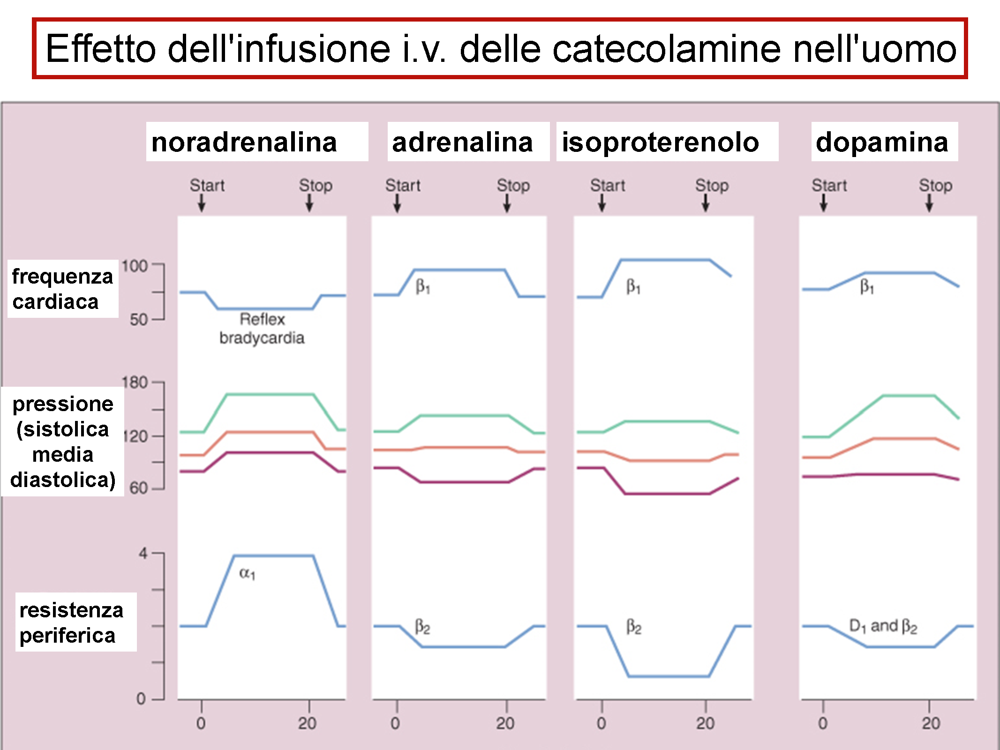 Effetto dell'infusione i.v. delle catecolamine nell'uomo
noradrenalina
adrenalina
isoproterenolo
dopamina
Start Stop
Start Stop
Start Stop
Start Stop
frequenza
cardiaca
100
50
Reflex
bradycardia
β1
β1
β1
pressione
(sistolica
media
diastolica)
180
120
60
resistenza
periferica
4
0
α1
β2
β2
D1 and β2
0 20
0 20
0 20
0 20